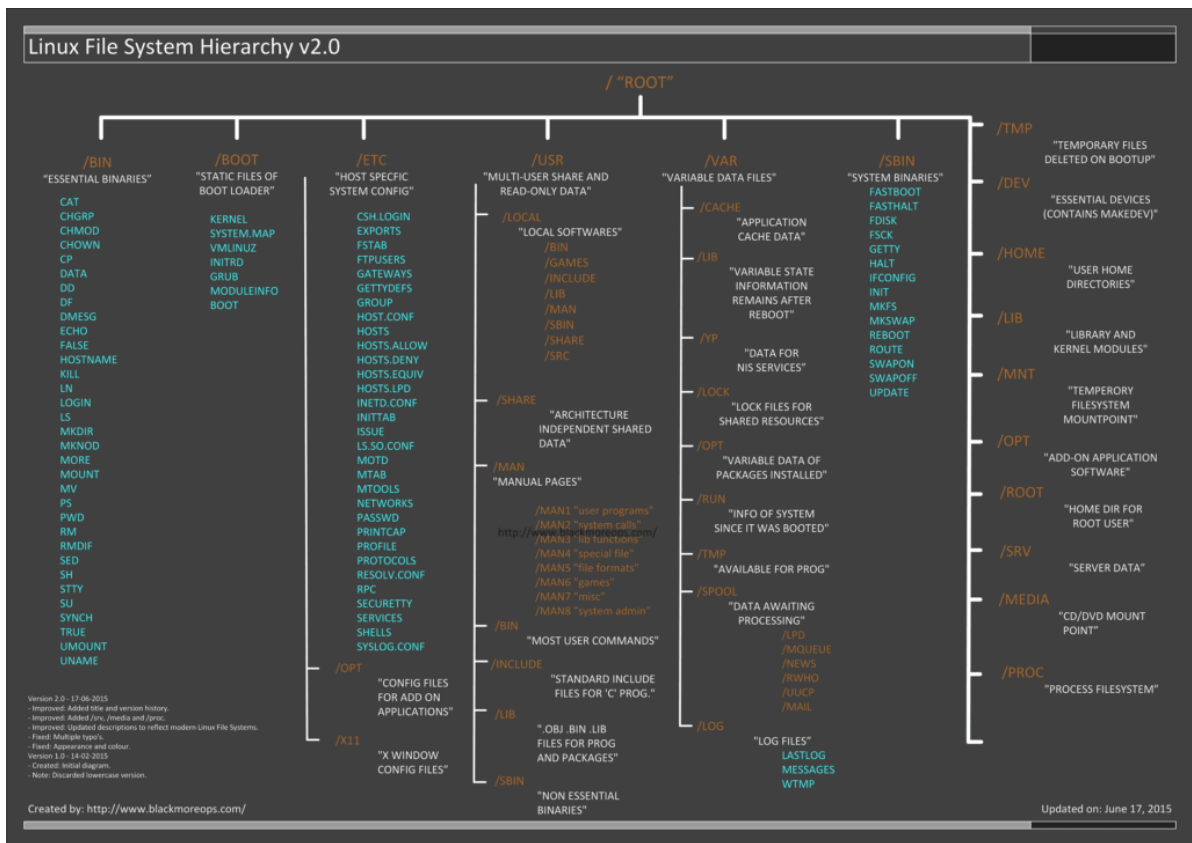 Linux File System Hierarchy v2.0
/ "ROOT"
/BIN
"ESSENTIAL BINARIES"
CAT
CHGRP
CHMOD
CHOWN
CP
DATA
DD
DF
DMESG
ECHO
FALSE
HOSTNAME
KILL
LN
LOGIN
LS
MKDIR
MKNOD
MORE
MOUNT
MV
PS
PWD
RM
RMDIF
SED
SH
STTY
SU
SYNCH
TRUE
UMOUNT
UNAME
/BOOT
"STATIC FILES OF
BOOT LOADER"
KERNEL
SYSTEM.MAP
VMLINUZ
INITRD
GRUB
MODULEINFO
BOOT
/ETC
"HOST SPECFIC
SYSTEM CONFIG"
CSH.LOGIN
EXPORTS
FSTAB
FTPUSERS
GATEWAYS
GETTYDEFS
GROUP
HOST.CONF
HOSTS
HOSTS.ALLOW
HOSTS.DENY
HOSTS.EQUIV
HOSTS.LPD
INETD.CONF
INITTAB
ISSUE
LS.SO.CONF
MOTD
MTAB
MTOOLS
NETWORKS
PASSWD
PRINTCAP
PROFILE
PROTOCOLS
RESOLV.CONF
RPC
SECURETTY
SERVICES
SHELLS
SYSLOG.CONF
/OPT
"CONFIG FILES
FOR ADD ON
APPLICATIONS"
/X11
"X WINDOW
CONFIG FILES"
/USR
"MULTI-USER SHARE AND
READ-ONLY DATA"
/LOCAL
"LOCAL SOFTWARES"
/BIN
/GAMES
/INCLUDE
/LIB
/MAN
/SBIN
/SHARE
/SRC
/SHARE
"ARCHITECTURE
INDEPENDENT SHARED
DATA"
/MAN
"MANUAL PAGES"
/MAN1 "user programs"
/MAN2 "system calls"
http://www.blackmoreops.com/
/MAN3 "lib functions"
/MAN4 "special file"
/MAN5 "file formats"
/MAN6 "games"
/MAN7 "misc"
/MAN8 "system admin"
/BIN
"MOST USER COMMANDS"
/INCLUDE
"STANDARD INCLUDE
FILES FOR 'C' PROG."
/LIB
".OBJ .BIN .LIB
FILES FOR PROG
AND PACKAGES"
/SBIN
"NON ESSENTIAL
BINARIES"
/VAR
"VARIABLE DATA FILES"
/CACHE
"APPLICATION
CACHE DATA"
/LIB
"VARIABLE STATE
INFORMATION
REMAINS AFTER
REBOOT"
/YP
"DATA FOR
NIS SERVICES"
/LOCK
"LOCK FILES FOR
SHARED RESOURCES"
/OPT
"VARIABLE DATA OF
PACKAGES INSTALLED"
/RUN
"INFO OF SYSTEM
SINCE IT WAS BOOTED"
/TMP
"AVAILABLE FOR PROG"
/SPOOL
"DATA AWAITING
PROCESSING"
/LPD
/MQUEUE
/NEWS
/RWHO
/UUCP
/MAIL
/LOG
"LOG FILES"
LASTLOG
MESSAGES
WTMP
/SBIN
"SYSTEM BINARIES"
FASTBOOT
FASTHALT
FDISK
FSCK
GETTY
HALT
IFCONFIG
INIT
MKFS
MKSWAP
REBOOT
ROUTE
SWAPON
SWAPOFF
UPDATE
/TMP
"TEMPORARY FILES
DELETED ON BOOTUP"
/DEV
"ESSENTIAL DEVICES
(CONTAINS MAKEDEV)"
/HOME
"USER HOME
DIRECTORIES"
/LIB
"LIBRARY AND
KERNEL MODULES"
/MNT
"TEMPERORY
FILESYSTEM
MOUNTPOINT"
/OPT
"ADD-ON APPLICATION
SOFTWARE"
/ROOT
"HOME DIR FOR
ROOT USER"
/SRV
"SERVER DATA"
/MEDIA
"CD/DVD MOUNT
POINT"
/PROC
"PROCESS FILESYSTEM"
Version 2.0 - 17-06-2015
- Improved: Added title and version history.
- Improved: Added /srv, /media and /proc.
- Improved: Updated descriptions to reflect modern Linux File Systems.
- Fixed: Multiple typo's.
- Fixed: Appearance and colour.
Version 1.0 - 14-02-2015
- Created: Initial diagram.
- Note: Discarded lowercase version.
Created by: http://www.blackmoreops.com/
Updated on: June 17, 2015